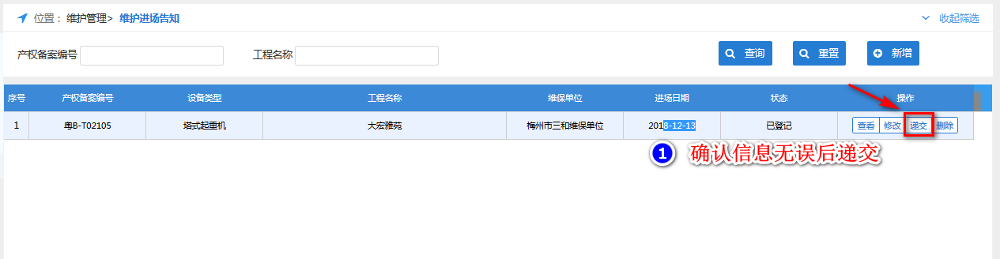 位置： 维护管理> 维护进场告知 收起筛选
产权备案编号 工程名称 查询 重置 新增
序号 产权备案编号 设备类型 工程名称 维保单位 进场日期 状态 操作
1 粤B-T02105 塔式起重机 大宏雅苑 梅州市三和维保单位 2018-12-13 已登记 查看 修改 递交 删除
1 确认信息无误后递交